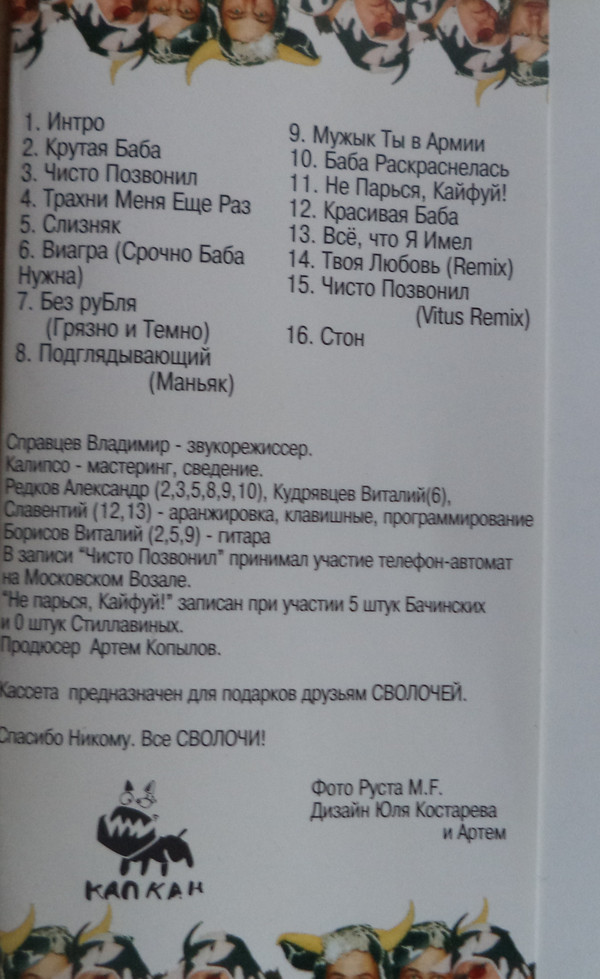 1. Интро
2. Крутая Баба
3. Чисто Позвонил
4. Трахни Меня Еще Раз
5. Слизняк
6. Виагра (Срочно Баба
Нужна)
7. Без руБля
(Грязно и Темно)
8. Подглядывающий
(Маньяк)
9. Мужык Ты в Армии
10. Баба Раскраснелась
11. Не Парься, Кайфуй!
12. Красивая Баба
13. Всё, что Я Имел
14. Твоя Любовь (Remix)
15. Чисто Позвонил
(Vitus Remix)
16. Стон
Справцев Владимир - звукорежиссер.
Калипсо - мастеринг, сведение.
Редков Александр (2,3,5,8,9,10), Кудрявцев Виталий(6),
Славентий (12,13) - аранжировка, клавишные, программирование
Борисов Виталий (2,5,9) - гитара
В записи “Чисто Позвонил” принимал участие телефон-автомат
на Московском Возале.
“Не парься, Кайфуй!” записан при участии 5 штук Бачинских
и 0 штук Стиллавиных.
Продюсер Артем Копылов.
Кассета предназначен для подарков друзьям СВОЛОЧЕЙ.
Спасибо Никому. Все СВОЛОЧИ!
Фото Руста M.F.
Дизайн Юля Костарева
и Артем
КАПКАН